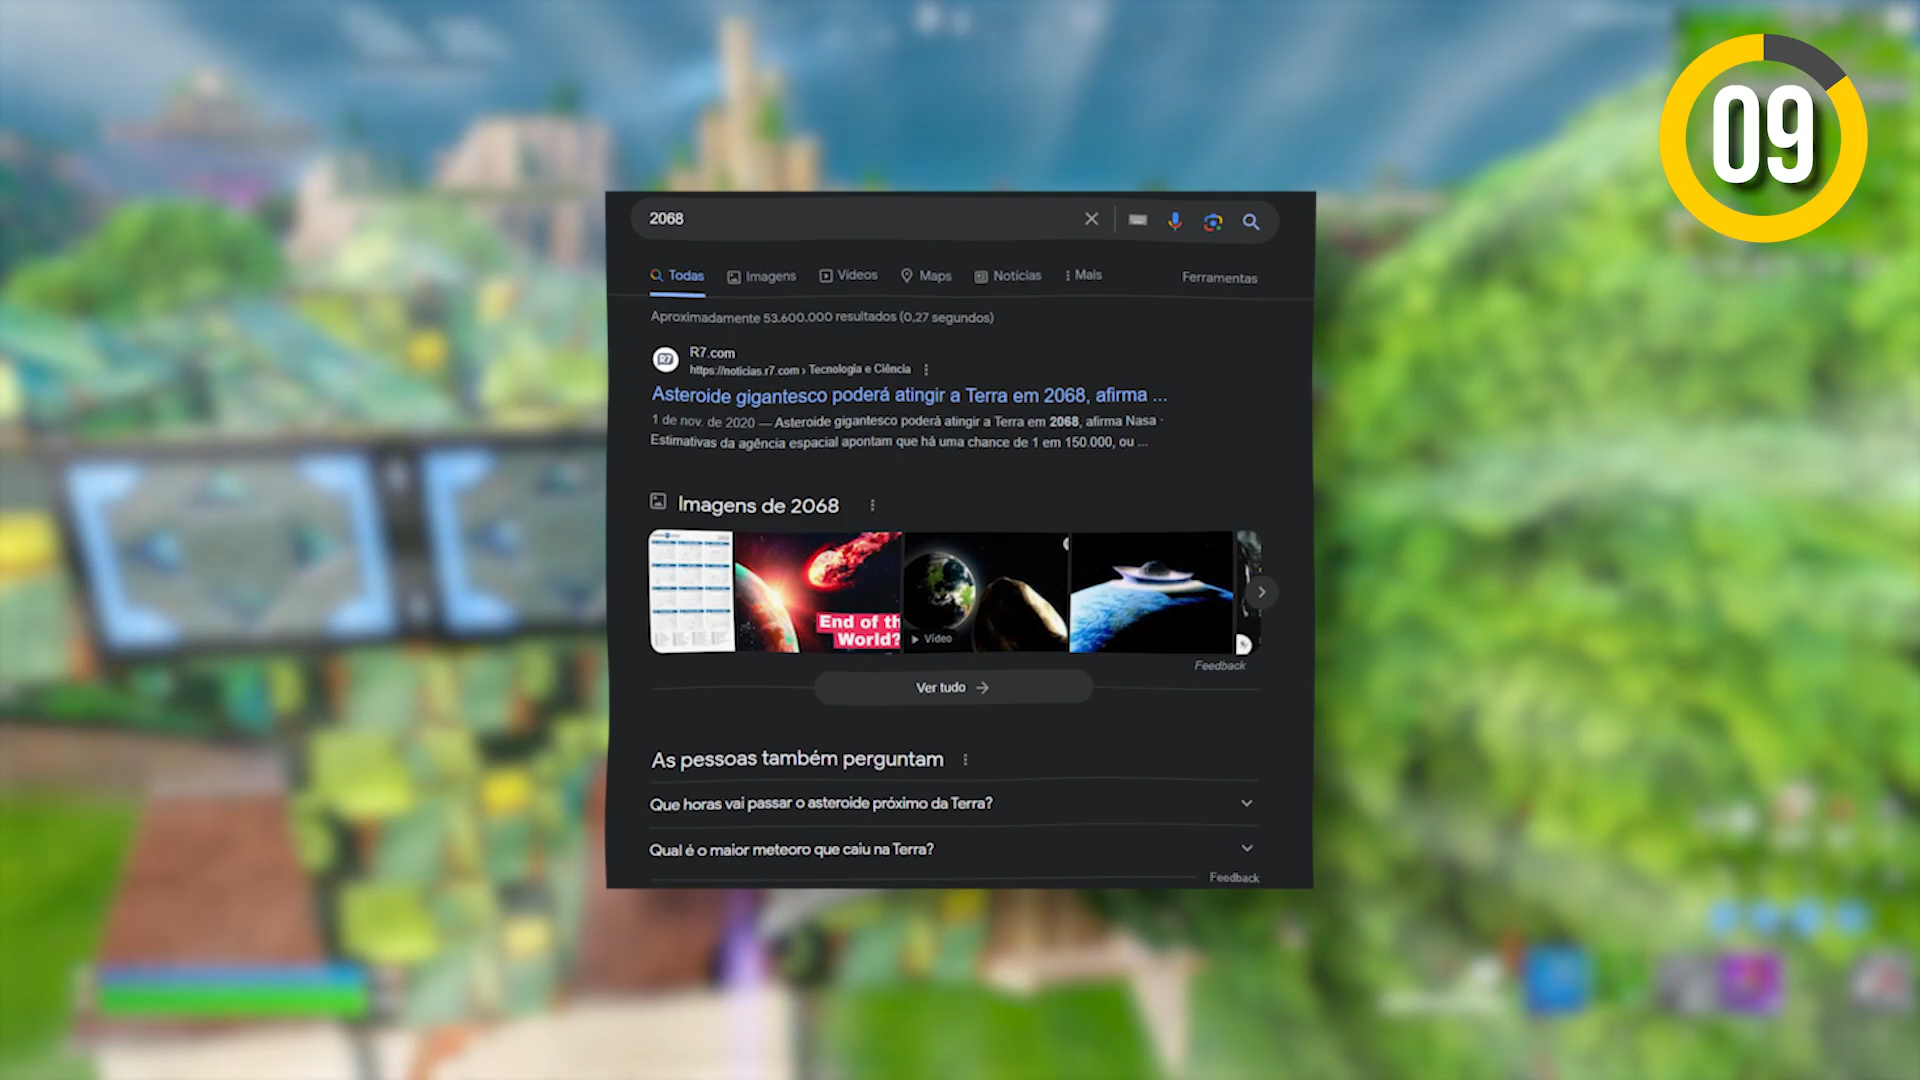 09
2068
Todas Imagens Vídeos Maps Notícias Mais Ferramentas
Aproximadamente 53.600.000 resultados (0,27 segundos)
R7
R7.com
https://noticias.r7.com › Tecnologia e Ciência
Asteroide gigantesco poderá atingir a Terra em 2068, afirma ...
1 de nov. de 2020 — Asteroide gigantesco poderá atingir a Terra em 2068, afirma Nasa ·
Estimativas da agência espacial apontam que há uma chance de 1 em 150.000, ou ...
Imagens de 2068
End of th
World?
Vídeo
Feedback
Ver tudo
As pessoas também perguntam
Que horas vai passar o asteroide próximo da Terra?
Qual é o maior meteoro que caiu na Terra?
Feedback